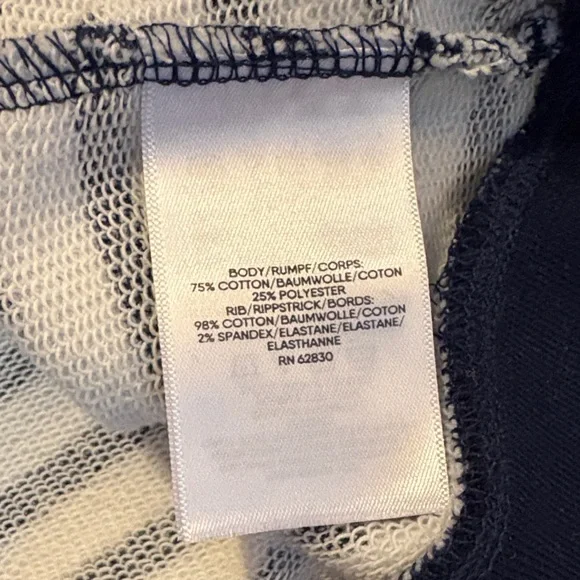 BODY/RUMPF/CORPS:
75% COTTON/BAUMWOLLE/COTON
25% POLYESTER
RIB/RIPPSTRICK/BORDS:
98% COTTON/BAUMWOLLE/COTON
2% SPANDEX/ELASTANE/ELASTANE/
ELASTHANNE
RN 62830